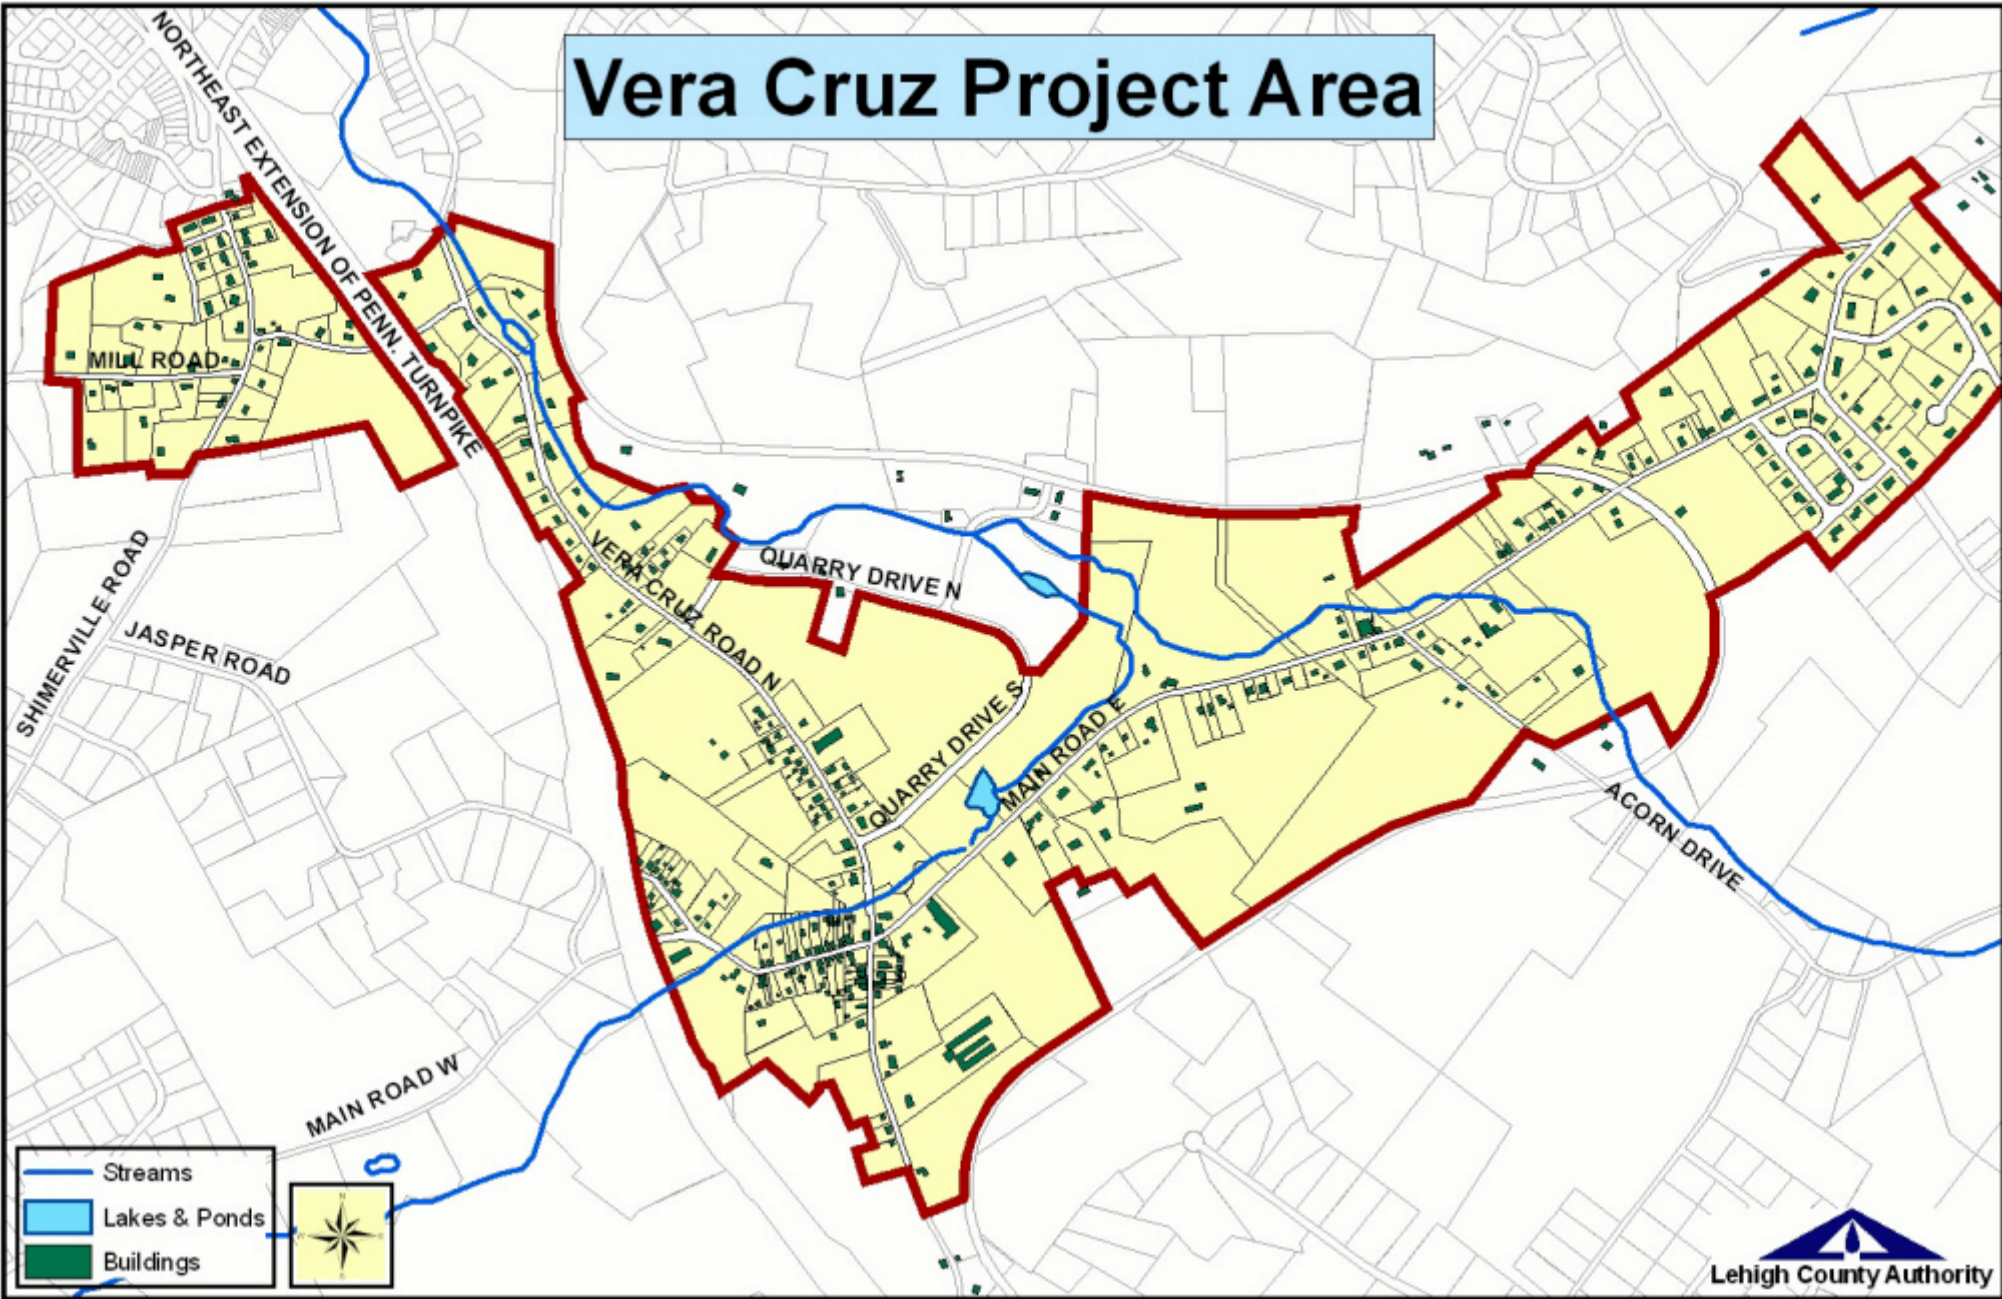 Vera Cruz Project Area
NORTHEAST EXTENSION OF PENN. TURNPIKE
MILL ROAD
QUARRY DRIVE N
VERA CRUZ ROAD N
SHIMERVILLE ROAD
JASPER ROAD
QUARRY DRIVE S
MAIN ROAD E
ACORN DRIVE
MAIN ROAD W
Streams
Lakes & Ponds
Buildings
Lehigh County Authority